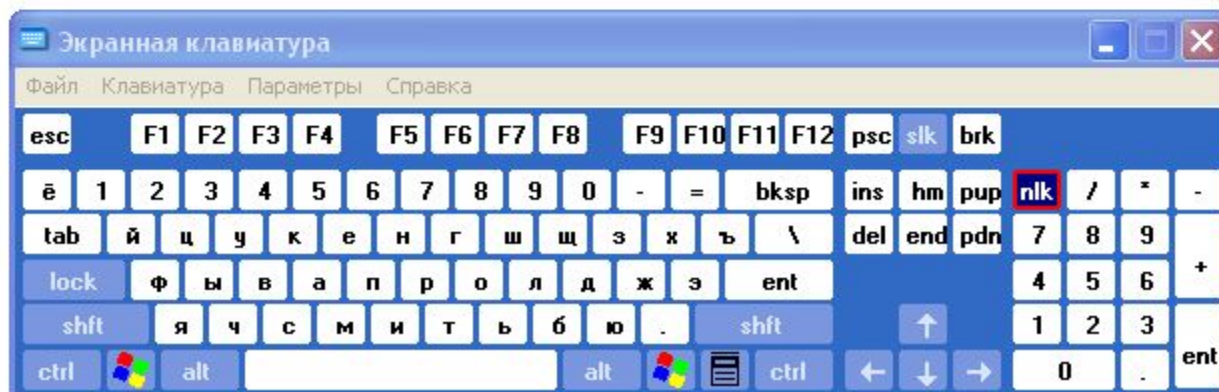 Экранная клавиатура
Файл Клавиатура Параметры Справка
esc F1 F2 F3 F4 F5 F6 F7 F8 F9 F10 F11 F12 psc slk brk
ё 1 2 3 4 5 6 7 8 9 0 - = bksp ins hm pup nlk / * -
tab й ц у к е н г ш щ з х ъ \ del end pdn 7 8 9 +
lock ф ы в а п р о л д ж э ent 4 5 6
shft я ч с м и т ь б ю . shft ↑ 1 2 3 ent
ctrl alt alt ctrl ← ↓ → 0 .